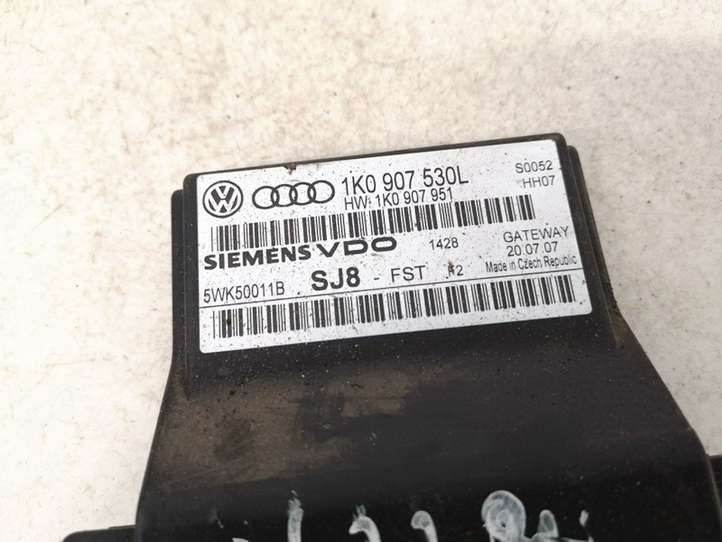 1K0 907 530L S0052
HW: 1K0 907 951 HH07
SIEMENS VDO 1428 GATEWAY
20.07.07
5WK50011B SJ8 - FST Made in Czech Republic